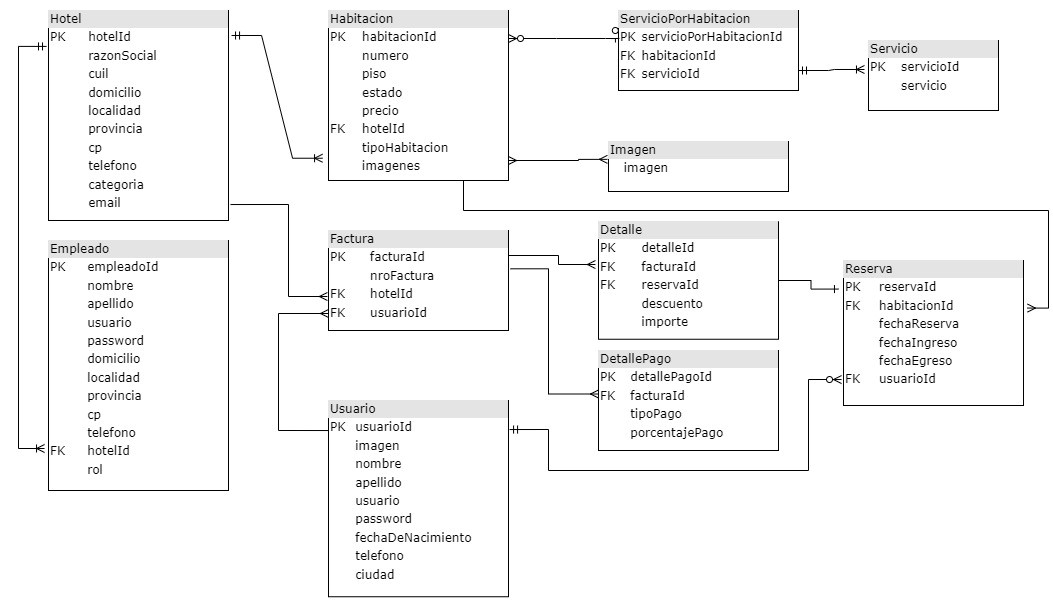 Hotel
PK hotelId
razonSocial
cuil
domicilio
localidad
provincia
cp
telefono
categoria
email
Habitacion
PK habitacionId
numero
piso
estado
precio
FK hotelId
tipoHabitacion
imagenes
ServicioPorHabitacion
PK servicioPorHabitacionId
FK habitacionId
FK servicioId
Servicio
PK servicioId
servicio
Imagen
imagen
Empleado
PK empleadoId
nombre
apellido
usuario
password
domicilio
localidad
provincia
cp
telefono
FK hotelId
rol
Factura
PK facturaId
nroFactura
FK hotelId
FK usuarioId
Detalle
PK detalleId
FK facturaId
FK reservaId
descuento
importe
Reserva
PK reservaId
FK habitacionId
fechaReserva
fechaIngreso
fechaEgreso
FK usuarioId
DetallePago
PK detallePagoId
FK facturaId
tipoPago
porcentajePago
Usuario
PK usuarioId
imagen
nombre
apellido
usuario
password
fechaDeNacimiento
telefono
ciudad